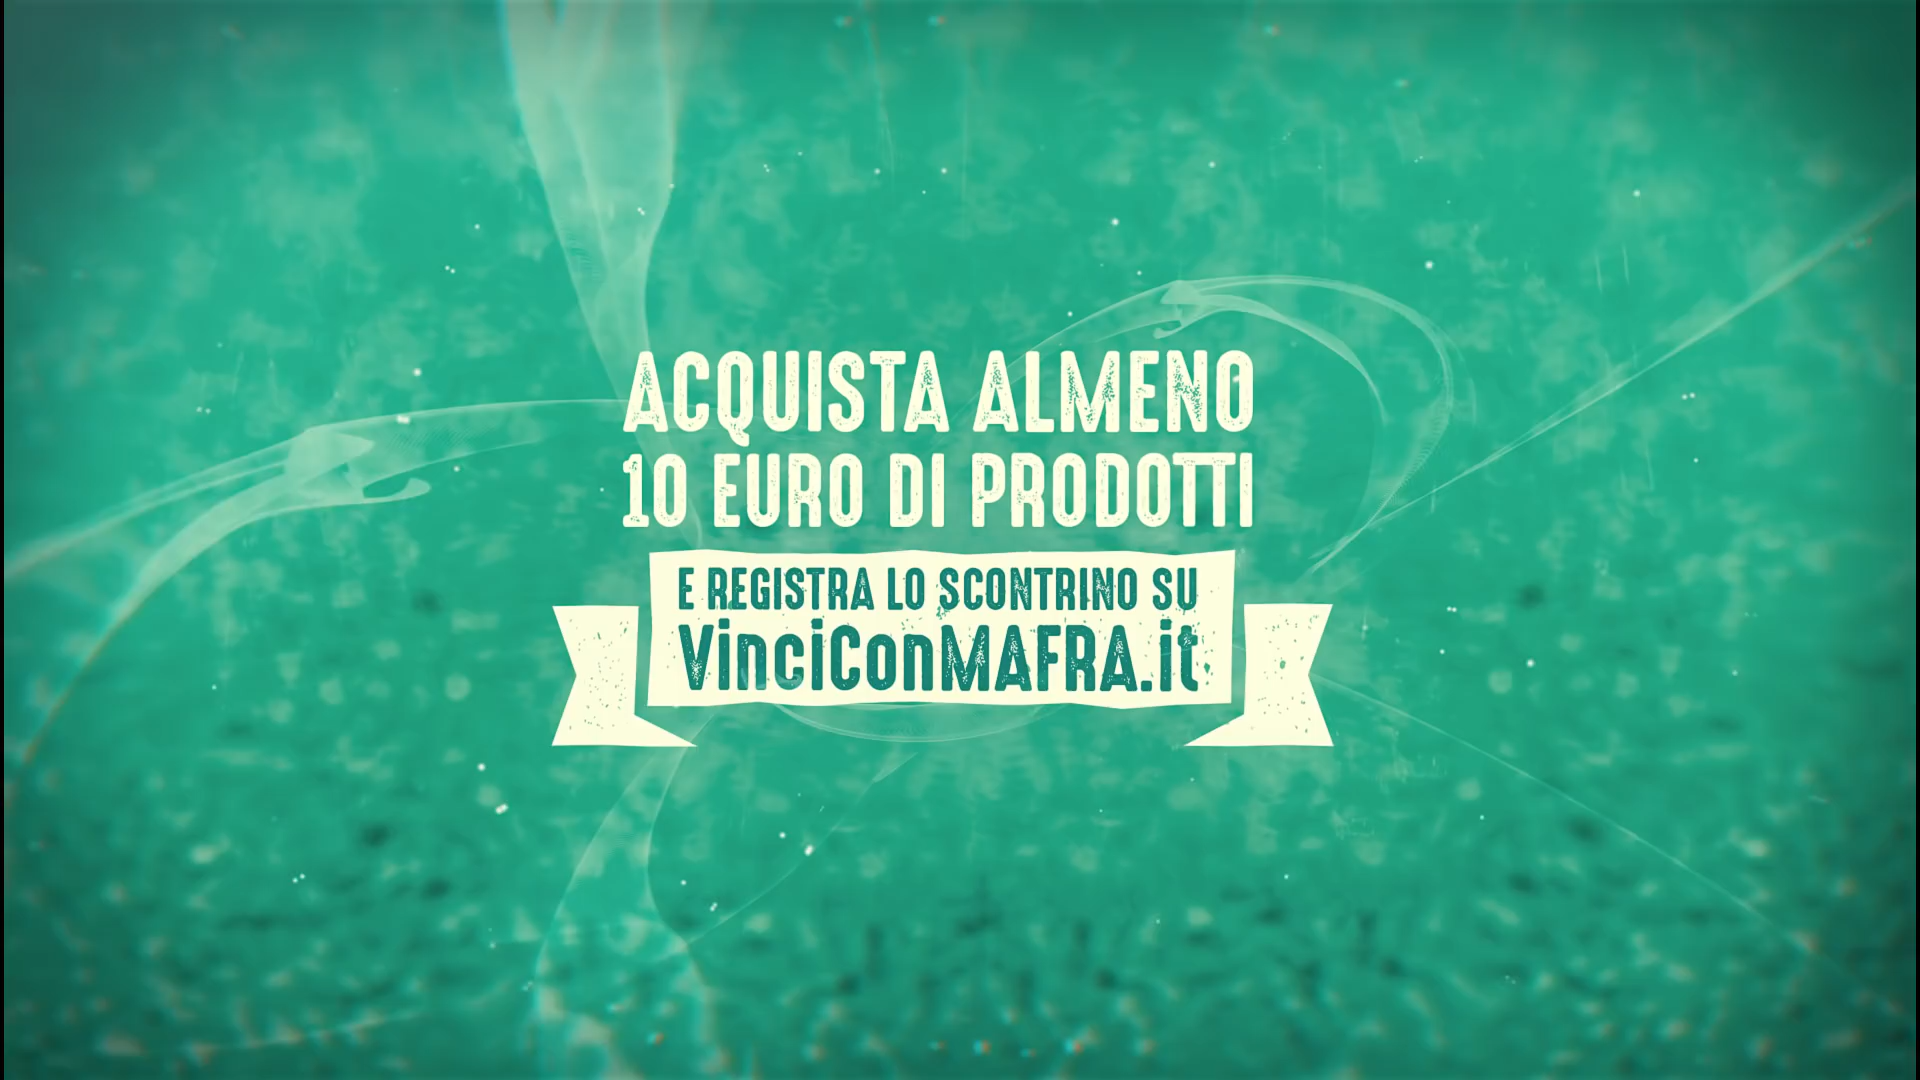 ACQUISTA ALMENO
10 EURO DI PRODOTTI
E REGISTRA LO SCONTRINO SU
VinciConMAFRA.it